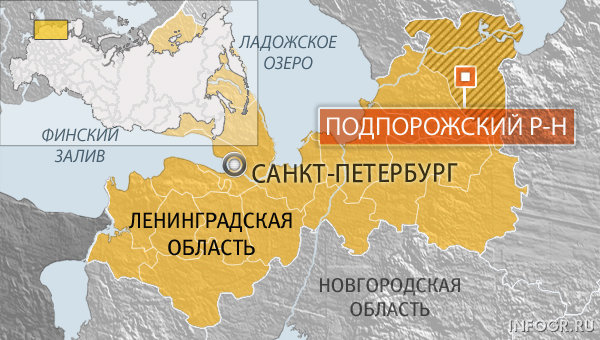 ЛАДОЖСКОЕ
ОЗЕРО
ФИНСКИЙ
ЗАЛИВ
ПОДПОРОЖСКИЙ Р-Н
САНКТ-ПЕТЕРБУРГ
ЛЕНИНГРАДСКАЯ
ОБЛАСТЬ
НОВГОРОДСКАЯ
ОБЛАСТЬ
INFOGR.RU